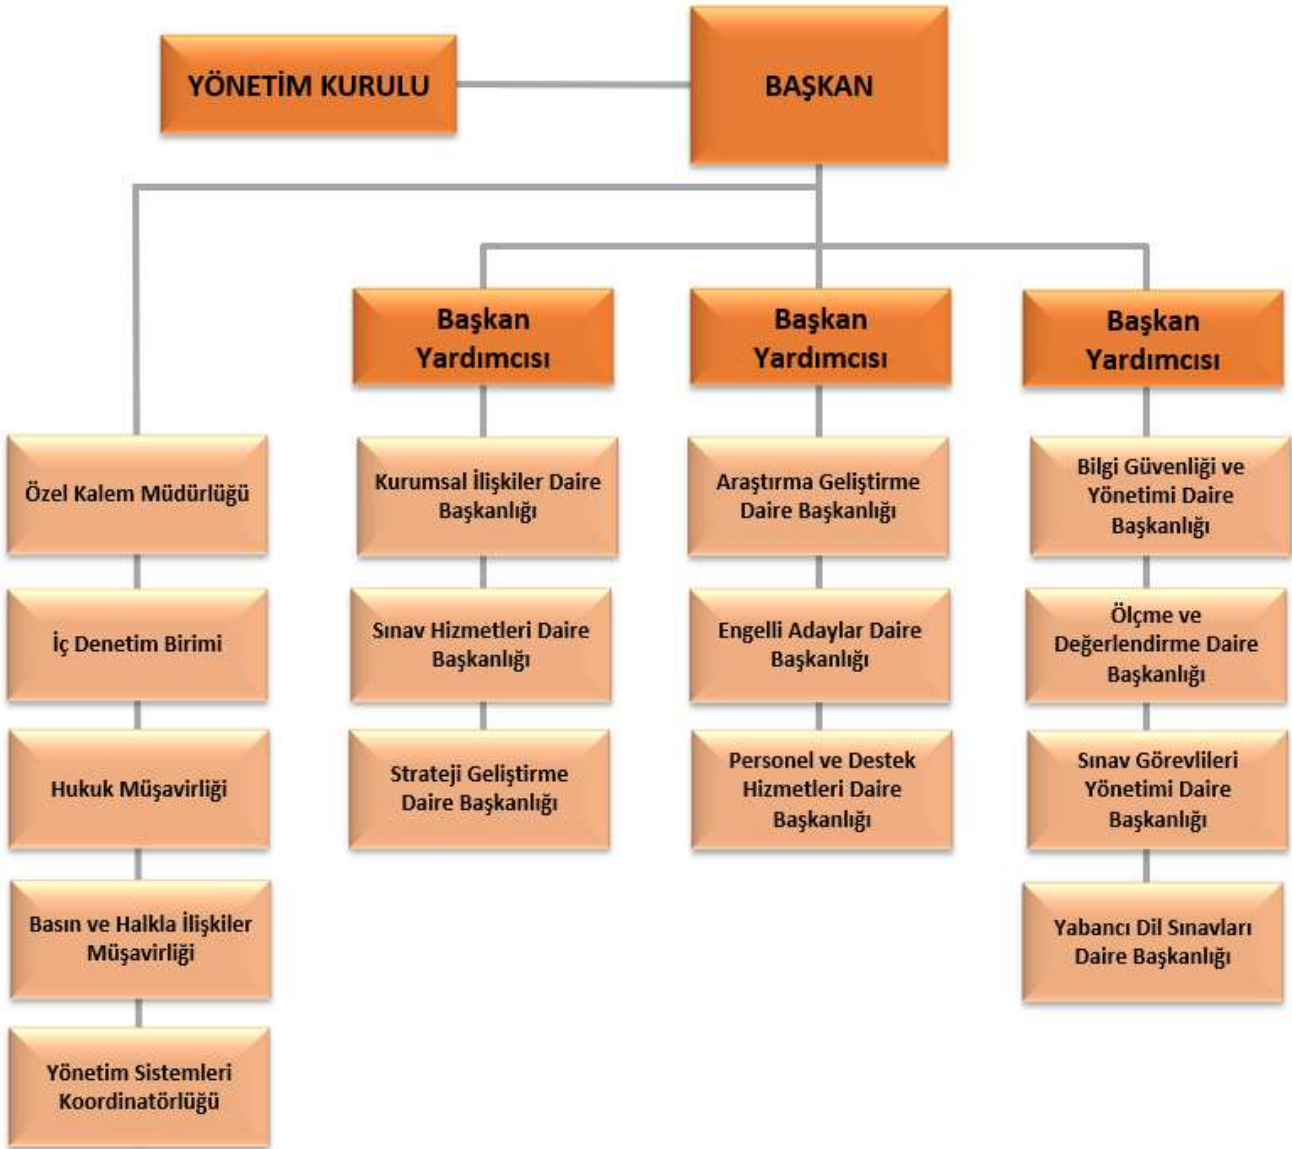 YÖNETİM KURULU
BAŞKAN
Başkan
Yardımcısı
Başkan
Yardımcısı
Başkan
Yardımcısı
Özel Kalem Müdürlüğü
İç Denetim Birimi
Hukuk Müşavirliği
Basın ve Halkla İlişkiler
Müşavirliği
Yönetim Sistemleri
Koordinatörlüğü
Kurumsal İlişkiler Daire
Başkanlığı
Sınav Hizmetleri Daire
Başkanlığı
Strateji Geliştirme
Daire Başkanlığı
Araştırma Geliştirme
Daire Başkanlığı
Engelli Adaylar Daire
Başkanlığı
Personel ve Destek
Hizmetleri Daire
Başkanlığı
Bilgi Güvenliği ve
Yönetimi Daire
Başkanlığı
Ölçme ve
Değerlendirme Daire
Başkanlığı
Sınav Görevlileri
Yönetimi Daire
Başkanlığı
Yabancı Dil Sınavları
Daire Başkanlığı